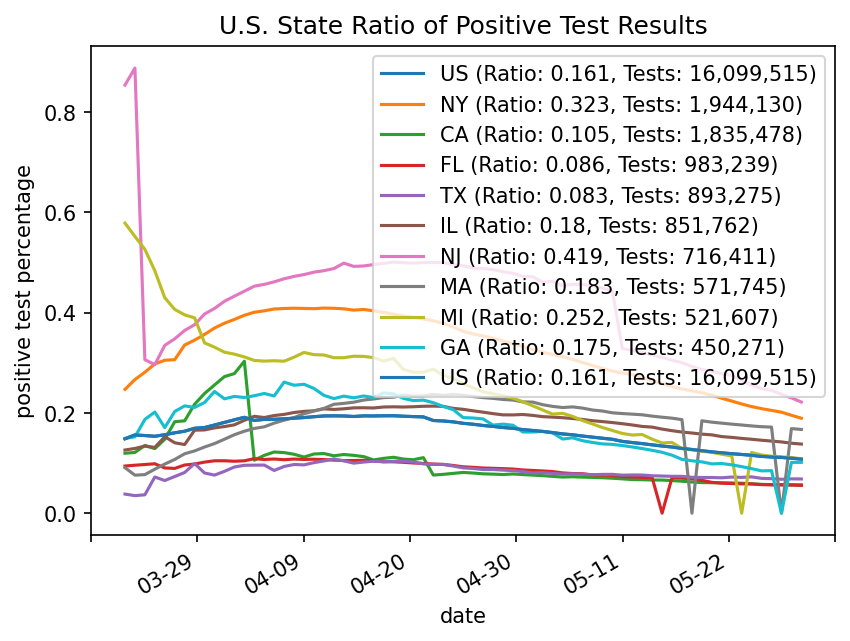 U.S. State Ratio of Positive Test Results
positive test percentage
0.8
0.6
0.4
0.2
0.0
US (Ratio: 0.161, Tests: 16,099,515)
NY (Ratio: 0.323, Tests: 1,944,130)
CA (Ratio: 0.105, Tests: 1,835,478)
FL (Ratio: 0.086, Tests: 983,239)
TX (Ratio: 0.083, Tests: 893,275)
IL (Ratio: 0.18, Tests: 851,762)
NJ (Ratio: 0.419, Tests: 716,411)
MA (Ratio: 0.183, Tests: 571,745)
MI (Ratio: 0.252, Tests: 521,607)
GA (Ratio: 0.175, Tests: 450,271)
US (Ratio: 0.161, Tests: 16,099,515)
03-29
04-09
04-20
04-30
05-11
05-22
date